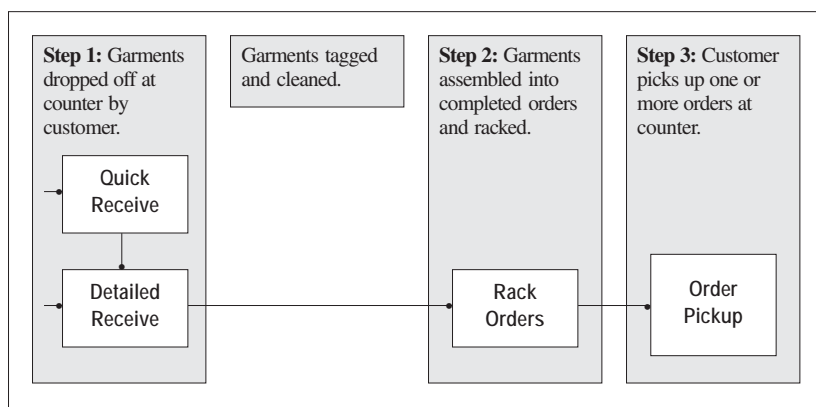 Step 1: Garments
dropped off at
counter by
customer.
Garments tagged
and cleaned.
Step 2: Garments
assembled into
completed orders
and racked.
Step 3: Customer
picks up one or
more orders at
counter.
Quick
Receive
Detailed
Receive
Rack
Orders
Order
Pickup